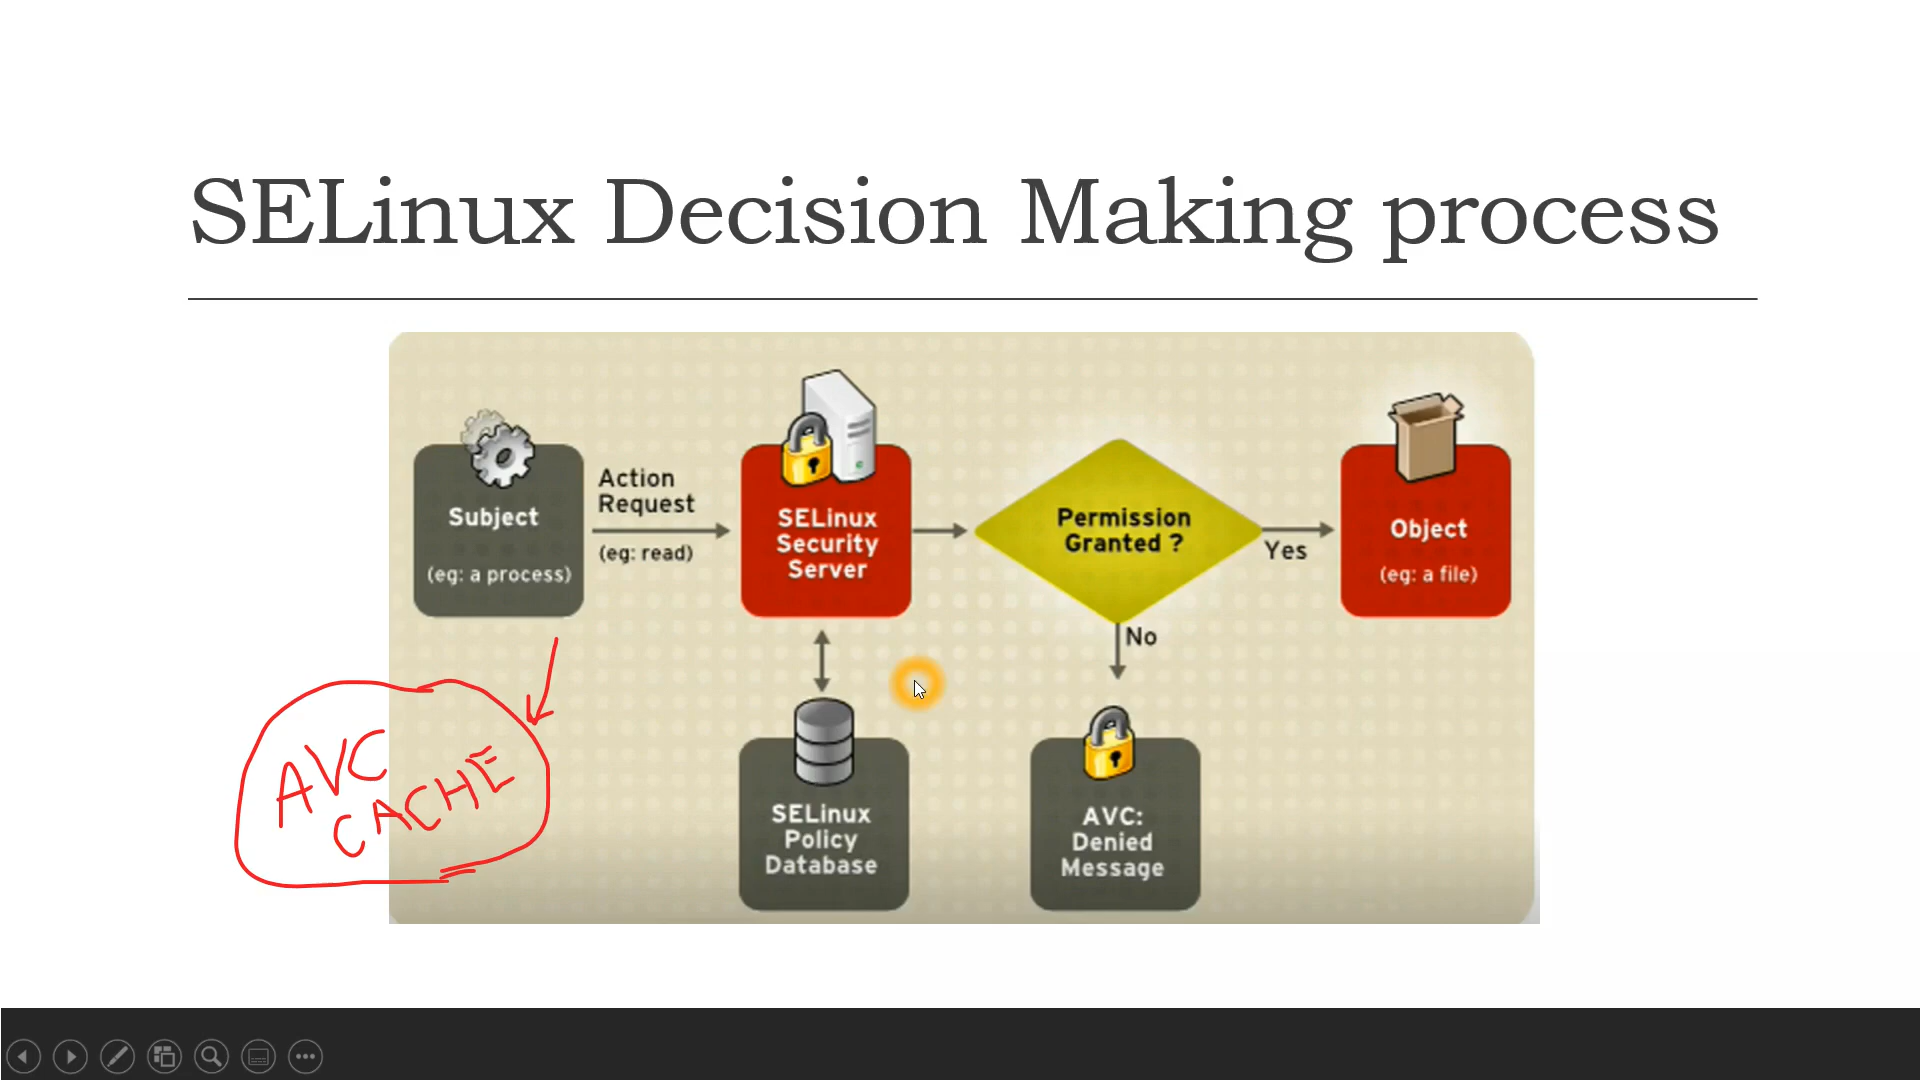 SELinux Decision Making process
Subject
(eg: a process)
Action
Request
(eg: read)
SELinux
Security
Server
Permission
Granted ?
Yes
Object
(eg: a file)
No
AVC
CACHE
SELinux
Policy
Database
AVC:
Denied
Message